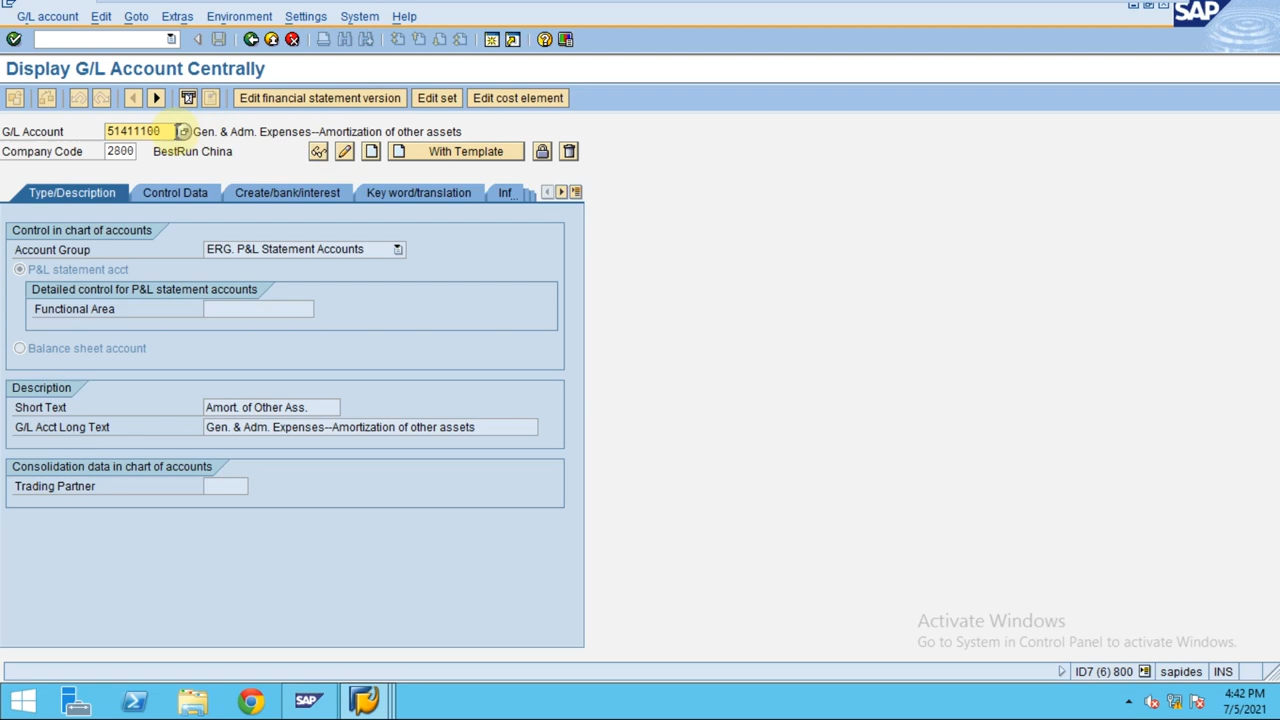 G/L account Edit Goto Extras Environment Settings System Help
SAP
Display G/L Account Centrally
Edit financial statement version Edit set Edit cost element
G/L Account 51411100 Gen. & Adm. Expenses--Amortization of other assets
Company Code 2800 BestRun China With Template
Type/Description Control Data Create/bank/interest Key word/translation Inf...
Control in chart of accounts
Account Group ERG. P&L Statement Accounts
P&L statement acct
Detailed control for P&L statement accounts
Functional Area
Balance sheet account
Description
Short Text Amort. of Other Ass.
G/L Acct Long Text Gen. & Adm. Expenses--Amortization of other assets
Consolidation data in chart of accounts
Trading Partner
Activate Windows
Go to System in Control Panel to activate Windows.
ID7 (6) 800 sapides INS
SAP
4:42 PM
7/5/2021